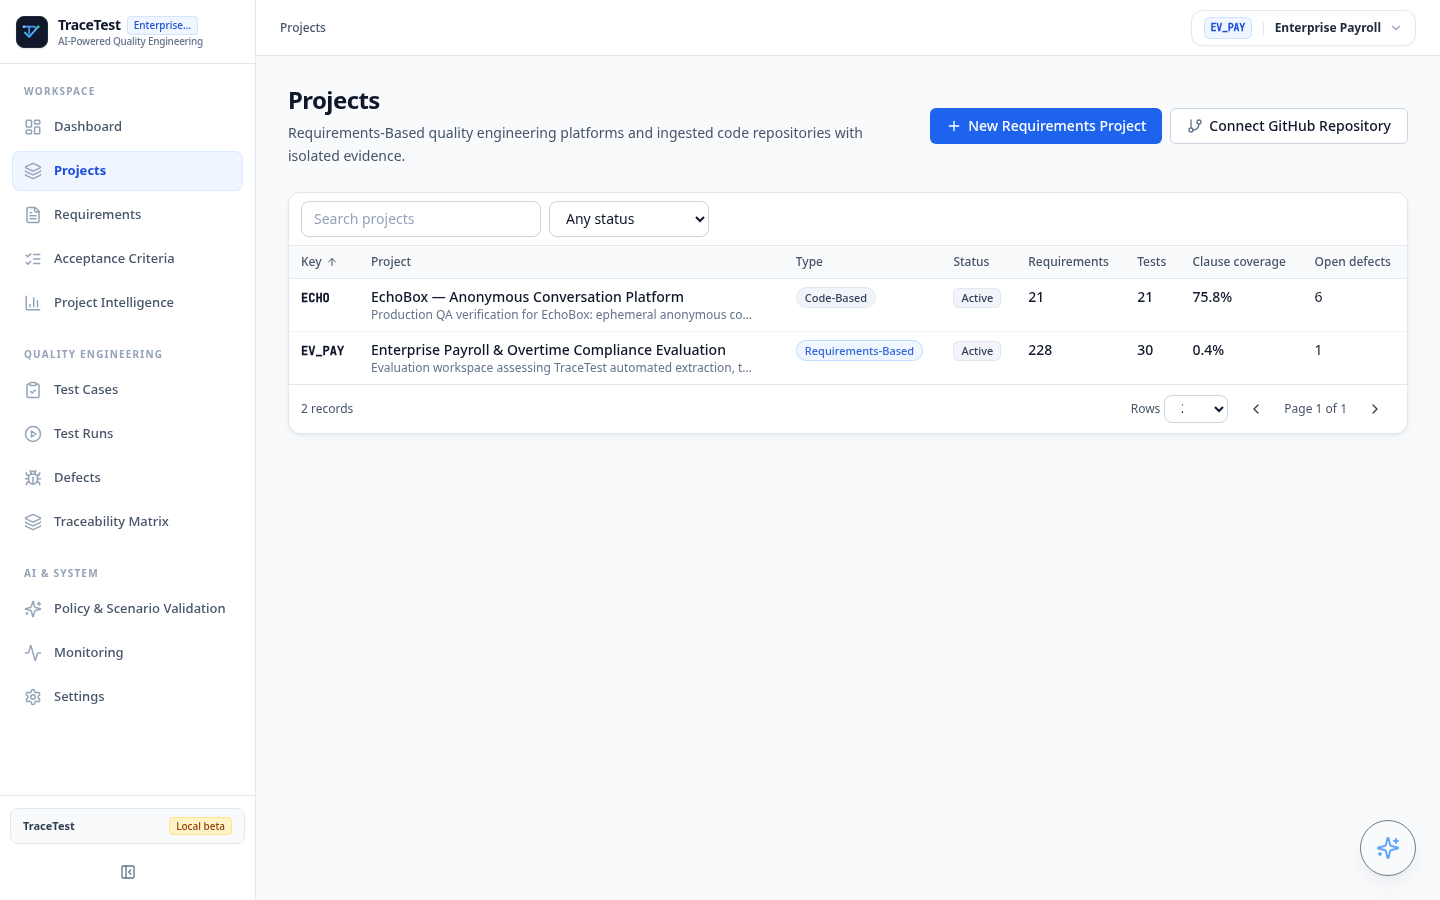 TraceTest Enterprise...
AI-Powered Quality Engineering
WORKSPACE
Dashboard
Projects
Requirements
Acceptance Criteria
Project Intelligence
QUALITY ENGINEERING
Test Cases
Test Runs
Defects
Traceability Matrix
AI & SYSTEM
Policy & Scenario Validation
Monitoring
Settings
TraceTest Local beta
Projects
EV_PAY Enterprise Payroll
Projects
Requirements-Based quality engineering platforms and ingested code repositories with
isolated evidence.
New Requirements Project
Connect GitHub Repository
Search projects
Any status
Key Project Type Status Requirements Tests Clause coverage Open defects
ECHO EchoBox — Anonymous Conversation Platform Code-Based Active 21 21 75.8% 6
Production QA verification for EchoBox: ephemeral anonymous co...
EV_PAY Enterprise Payroll & Overtime Compliance Evaluation Requirements-Based Active 228 30 0.4% 1
Evaluation workspace assessing TraceTest automated extraction, t...
2 records
Rows
Page 1 of 1